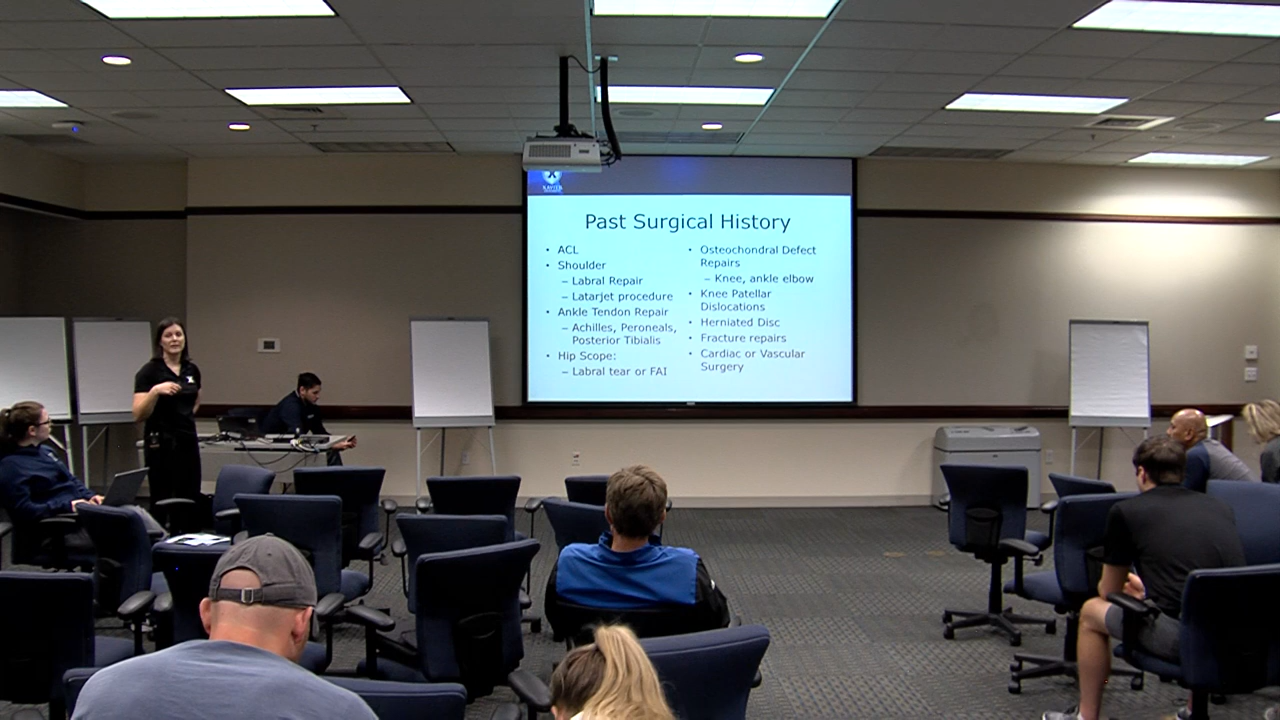 XAVIER
Past Surgical History
• ACL
• Shoulder
– Labral Repair
– Latarjet procedure
• Ankle Tendon Repair
– Achilles, Peroneals,
Posterior Tibialis
• Hip Scope:
– Labral tear or FAI
• Osteochondral Defect
Repairs
– Knee, ankle elbow
• Knee Patellar
Dislocations
• Herniated Disc
• Fracture repairs
• Cardiac or Vascular
Surgery